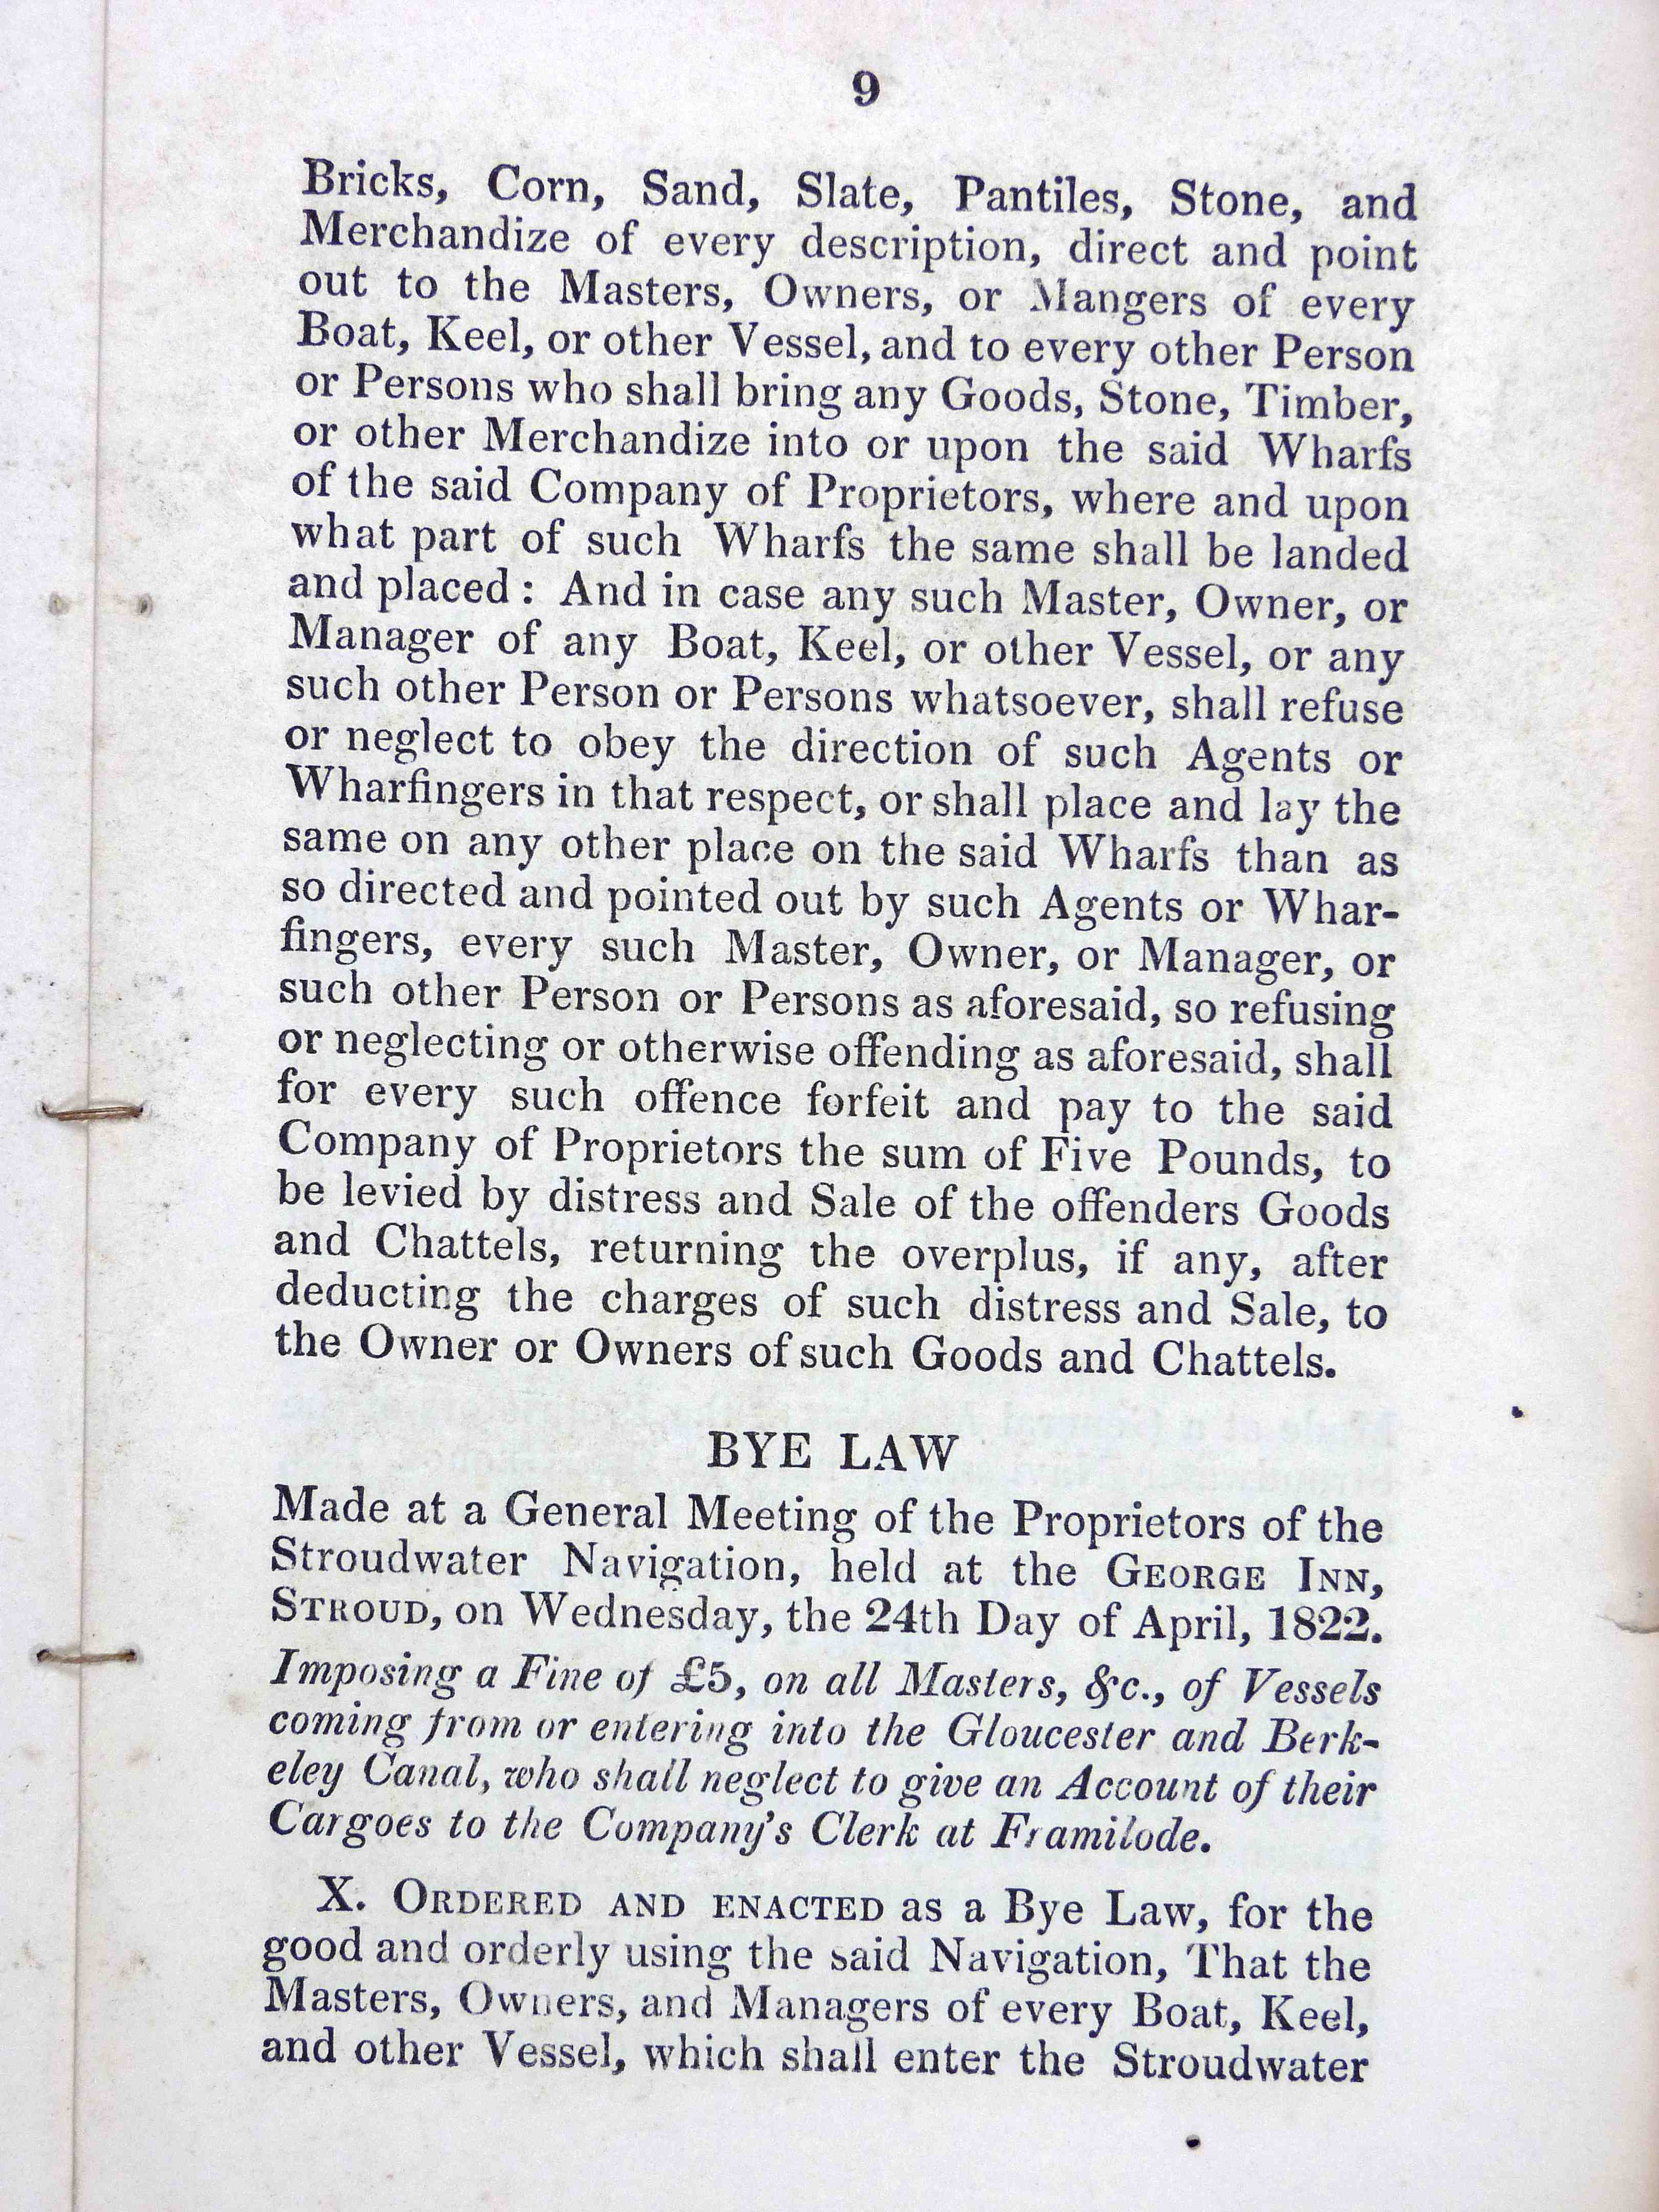 9
Bricks, Corn, Sand, Slate, Pantiles, Stone, and
Merchandize of every description, direct and point
out to the Masters, Owners, or Mangers of every
Boat, Keel, or other Vessel, and to every other Person
or Persons who shall bring any Goods, Stone, Timber,
or other Merchandize into or upon the said Wharfs
of the said Company of Proprietors, where and upon
what part of such Wharfs the same shall be landed
and placed: And in case any such Master, Owner, or
Manager of any Boat, Keel, or other Vessel, or any
such other Person or Persons whatsoever, shall refuse
or neglect to obey the direction of such Agents or
Wharfingers in that respect, or shall place and lay the
same on any other place on the said Wharfs than as
so directed and pointed out by such Agents or Whar-
fingers, every such Master, Owner, or Manager, or
such other Person or Persons as aforesaid, so refusing
or neglecting or otherwise offending as aforesaid, shall
for every such offence forfeit and pay to the said
Company of Proprietors the sum of Five Pounds, to
be levied by distress and Sale of the offenders Goods
and Chattels, returning the overplus, if any, after
deducting the charges of such distress and Sale, to
the Owner or Owners of such Goods and Chattels.
BYE LAW
Made at a General Meeting of the Proprietors of the
Stroudwater Navigation, held at the GEORGE INN,
STROUD, on Wednesday, the 24th Day of April, 1822.
Imposing a Fine of £5, on all Masters, &c., of Vessels
coming from or entering into the Gloucester and Berk-
eley Canal, who shall neglect to give an Account of their
Cargoes to the Company's Clerk at Framilode.
X. ORDERED AND ENACTED as a Bye Law, for the
good and orderly using the said Navigation, That the
Masters, Owners, and Managers of every Boat, Keel,
and other Vessel, which shall enter the Stroudwater